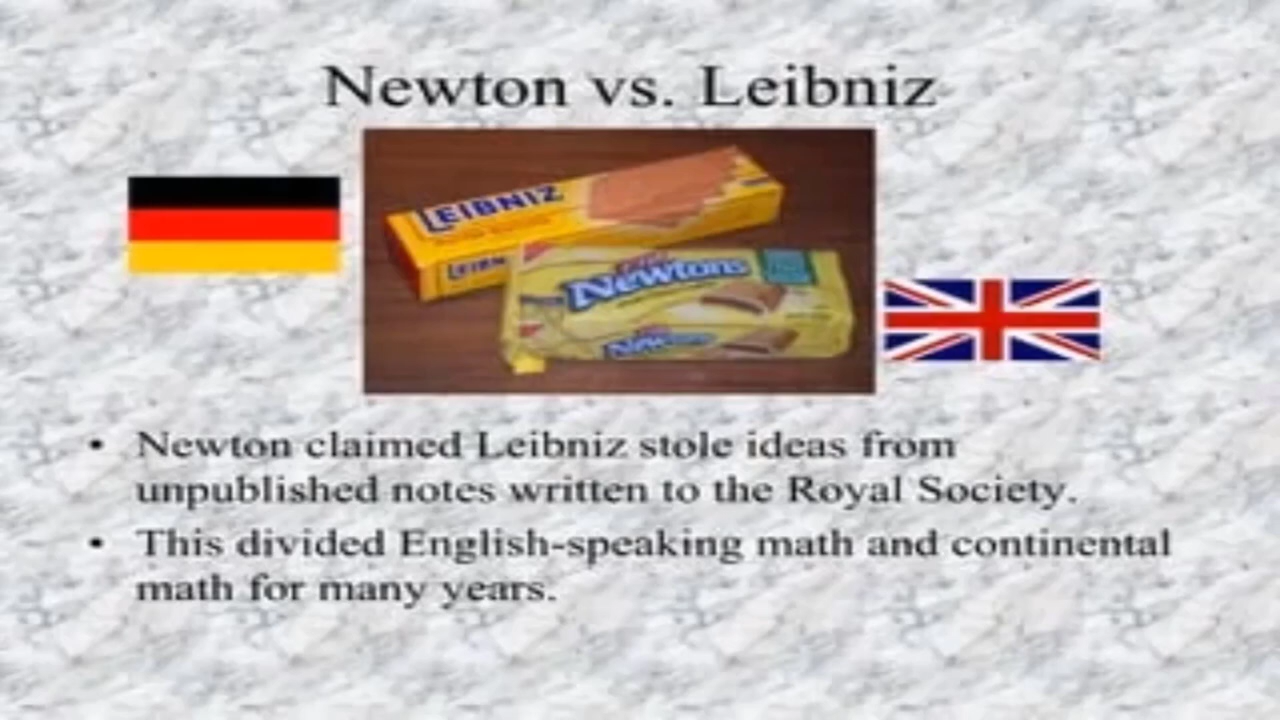 Newton vs. Leibniz
LEIBNIZ
Newtons
Newtons
• Newton claimed Leibniz stole ideas from
unpublished notes written to the Royal Society.
• This divided English-speaking math and continental
math for many years.